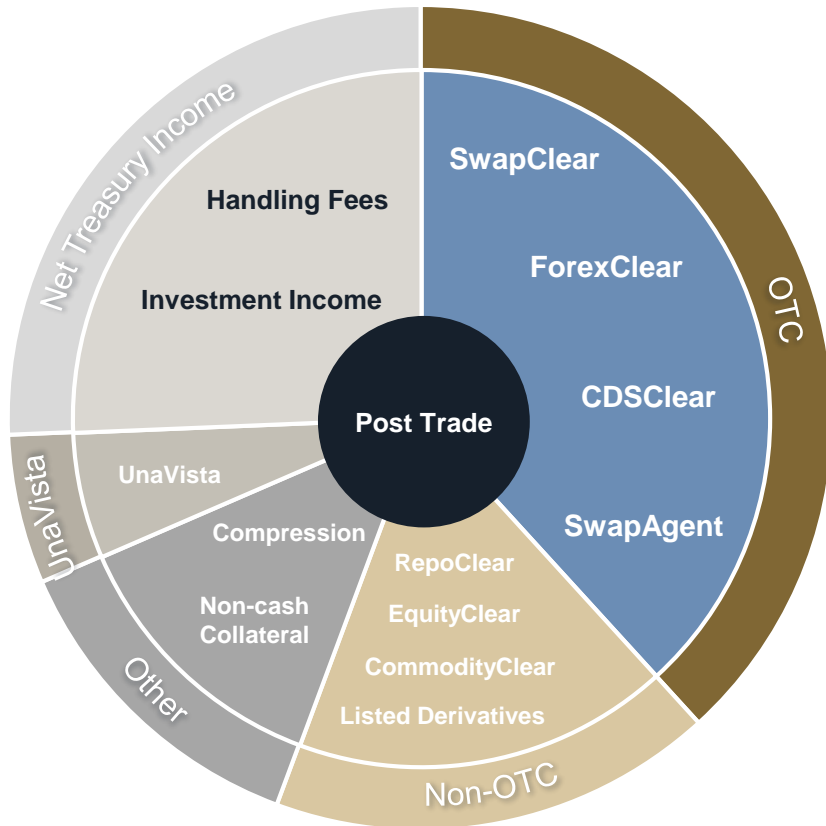 Net Treasury Income
Handling Fees
Investment Income
OTC
SwapClear
ForexClear
CDSClear
SwapAgent
Post Trade
UnaVista
UnaVista
Other
Compression
Non-cash
Collateral
RepoClear
EquityClear
CommodityClear
Listed Derivatives
Non-OTC